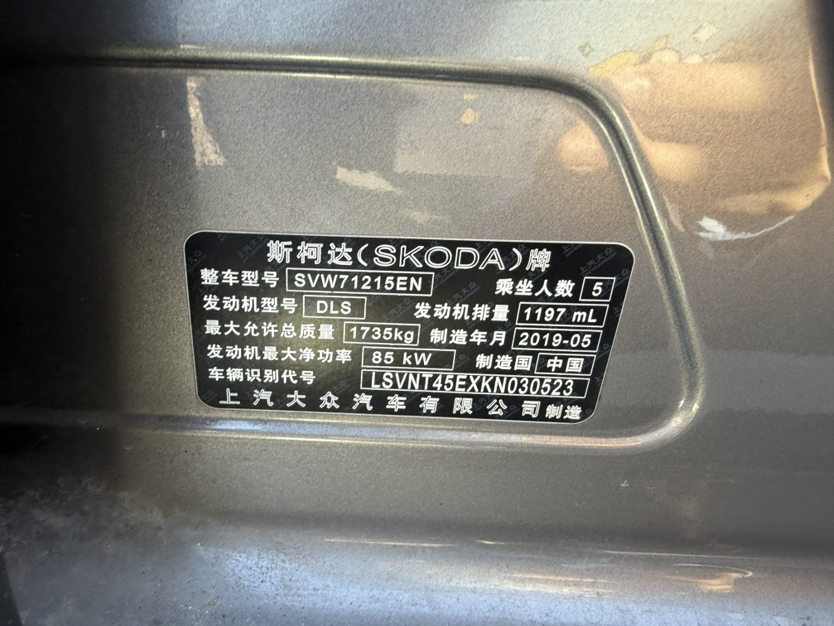 斯柯达(SKODA)牌
整车型号 SVW71215EN 乘坐人数 5
发动机型号 DLS 发动机排量 1197 mL
最大允许总质量 1735kg 制造年月 2019-05
发动机最大净功率 85 kW 制造国 中国
车辆识别代号 LSVNT45EXKN030523
上汽大众汽车有限公司制造